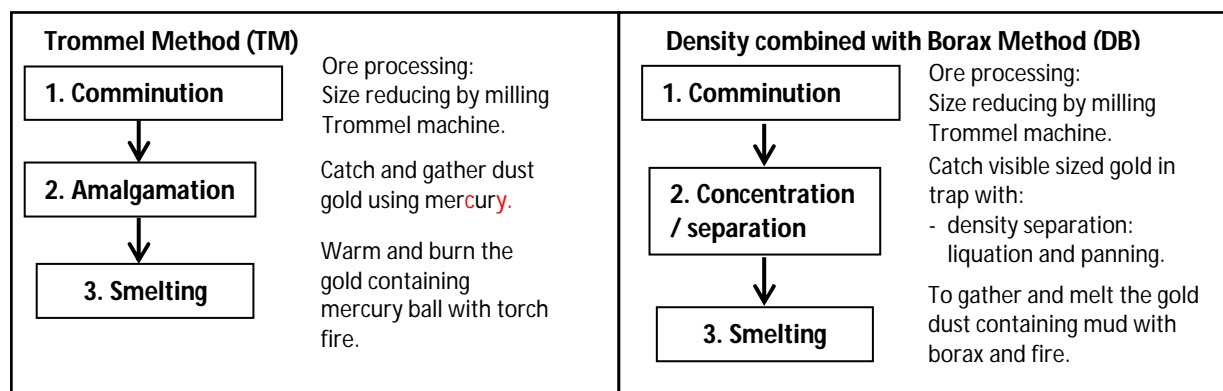 Trommel Method (TM)
1. Comminution
Ore processing:
Size reducing by milling
Trommel machine.
2. Amalgamation
Catch and gather dust
gold using mercury.
3. Smelting
Warm and burn the
gold containing
mercury ball with torch
fire.
Density combined with Borax Method (DB)
1. Comminution
Ore processing:
Size reducing by milling
Trommel machine.
2. Concentration
/ separation
Catch visible sized gold in
trap with:
- density separation:
liquation and panning.
3. Smelting
To gather and melt the gold
dust containing mud with
borax and fire.